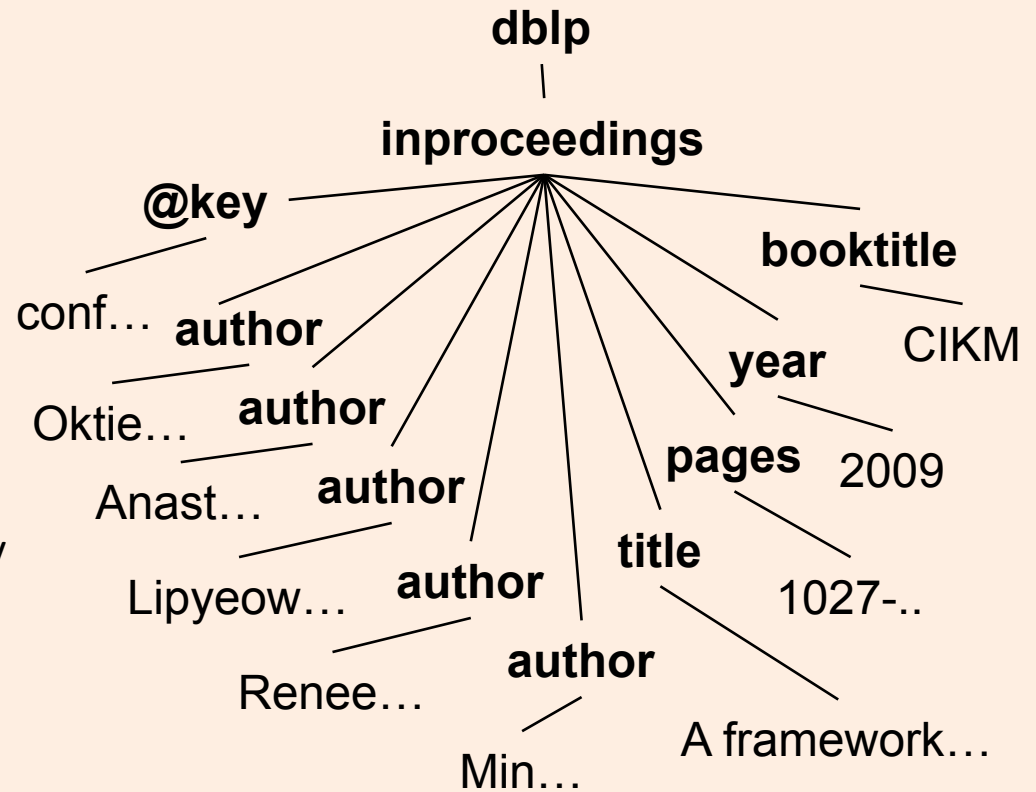 dblp
inproceedings
@key
booktitle
conf…
author
CIKM
year
Oktie…
author
pages
2009
Anast…
author
title
Lipyeow…
author
1027-..
author
Renee…
A framework…
Min…